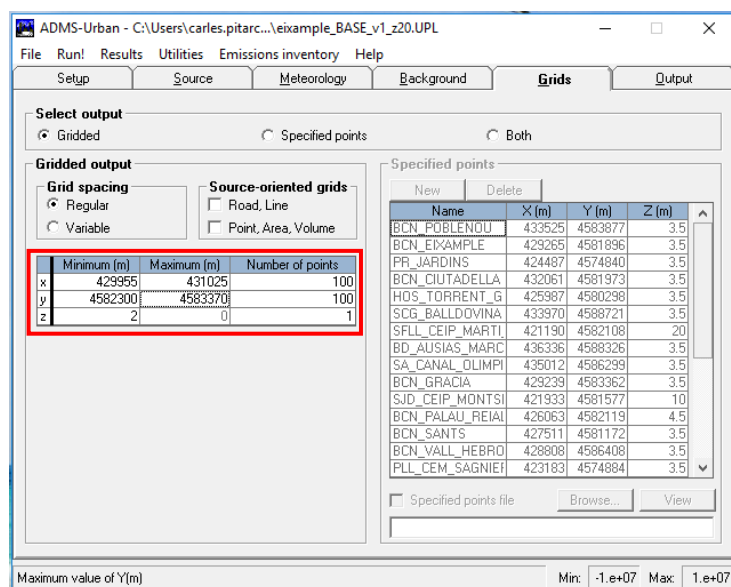 ADMS-Urban - C:\Users\carles.pitarc...\eixample_BASE_v1_z20.UPL
File Run! Results Utilities Emissions inventory Help
Setup Source Meteorology Background Grids Output
Select output
Gridded Specified points Both
Gridded output
Grid spacing
Regular
Variable
Source-oriented grids
Road, Line
Point, Area, Volume
Minimum (m) Maximum (m) Number of points
x 429955 431025 100
y 4582300 4583370 100
z 2 0 1
Specified points
New Delete
Name X (m) Y (m) Z (m)
BCN_POBLENOU 433525 4583877 3.5
BCN_EIXAMPLE 429265 4581896 3.5
PR_JARDINS 424487 4574840 3.5
BCN_CIUTADELLA 432061 4581973 3.5
HOS_TORRENT_G 425987 4580298 3.5
SCG_BALLDOVINA 433970 4588721 3.5
SFLL_CEIP_MARTI_ 421190 4582108 20
BD_AUSIAS_MARC 436336 4588326 3.5
SA_CANAL_OLIMPI 435012 4586299 3.5
BCN_GRACIA 429239 4583362 3.5
SJD_CEIP_MONTSI 421933 4581577 10
BCN_PALAU_REIAL 426063 4582119 4.5
BCN_SANTS 427511 4581172 3.5
BCN_VALL_HEBRO 428808 4586408 3.5
PLL_CEM_SAGNIER 423183 4574884 3.5
Specified points file Browse... View
Maximum value of Y(m) Min: -1.e+07 Max: 1.e+07